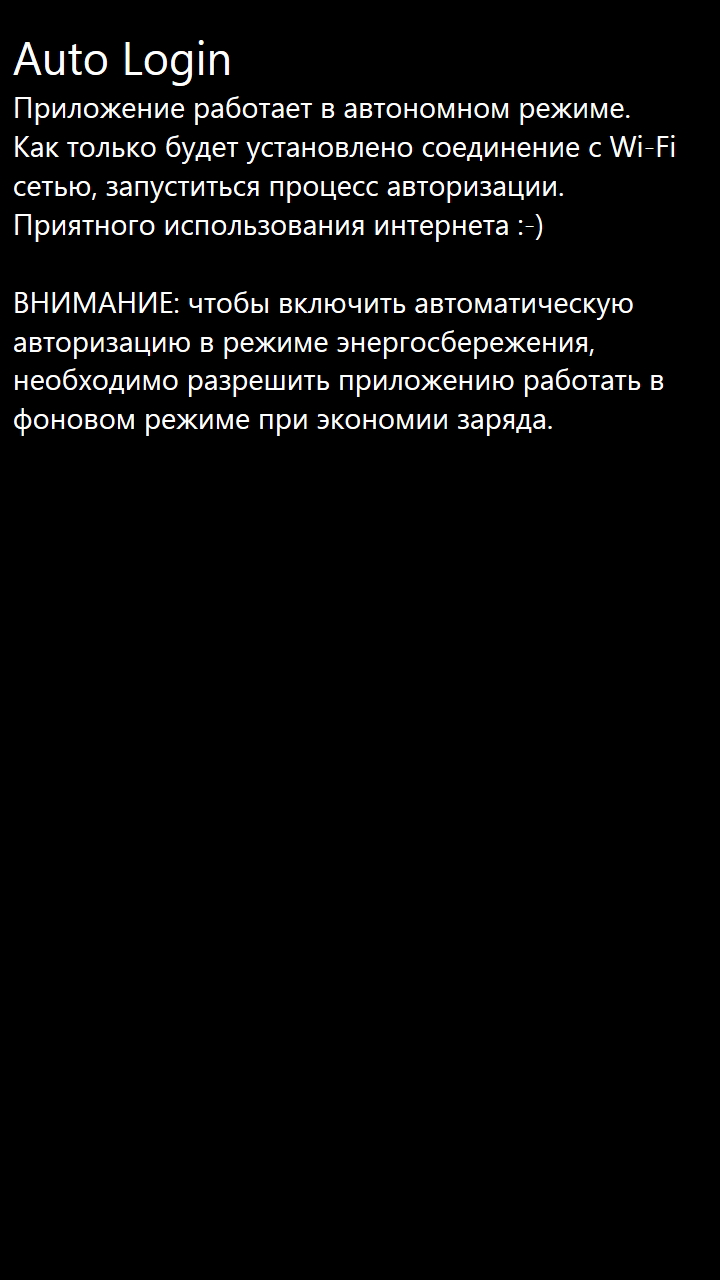 Auto Login
Приложение работает в автономном режиме.
Как только будет установлено соединение с Wi-Fi
сетью, запуститься процесс авторизации.
Приятного использования интернета :-)
ВНИМАНИЕ: чтобы включить автоматическую
авторизацию в режиме энергосбережения,
необходимо разрешить приложению работать в
фоновом режиме при экономии заряда.